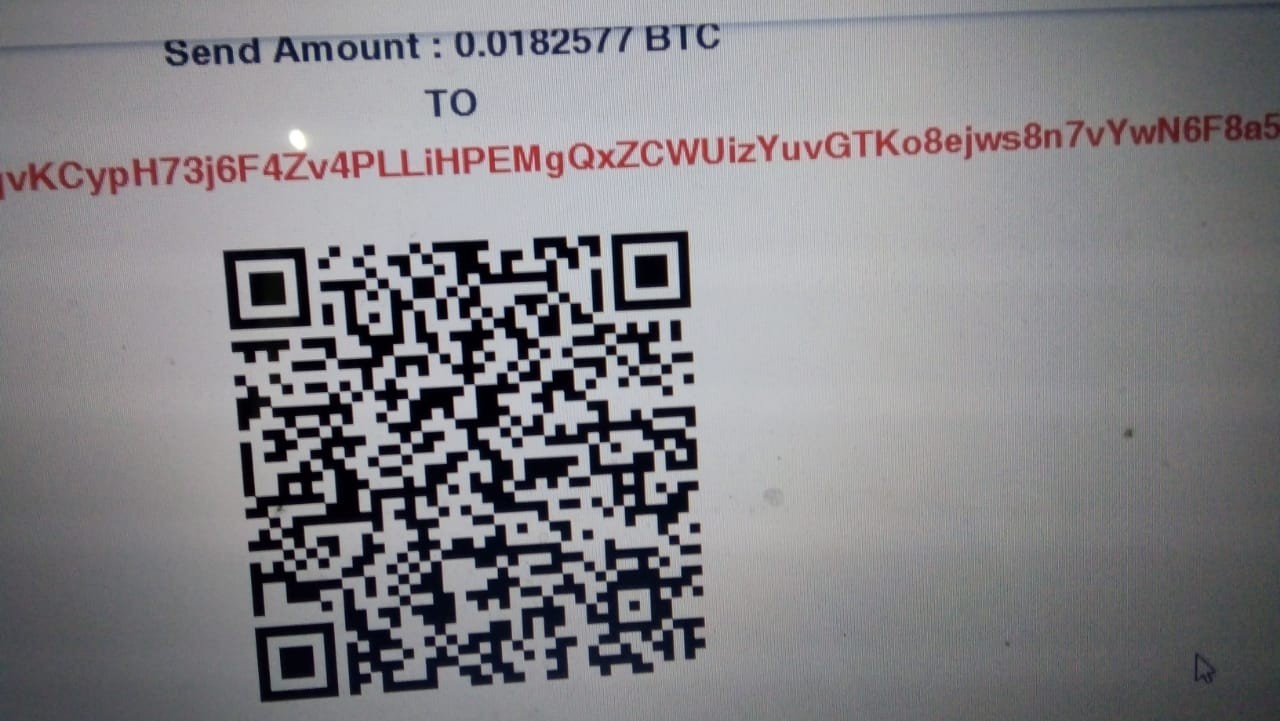 Send Amount : 0.0182577 BTC
TO
vKCypH73j6F4Zv4PLLiHPEMgQxZCWUizYuvGTKo8ejws8n7vYwN6F8a5